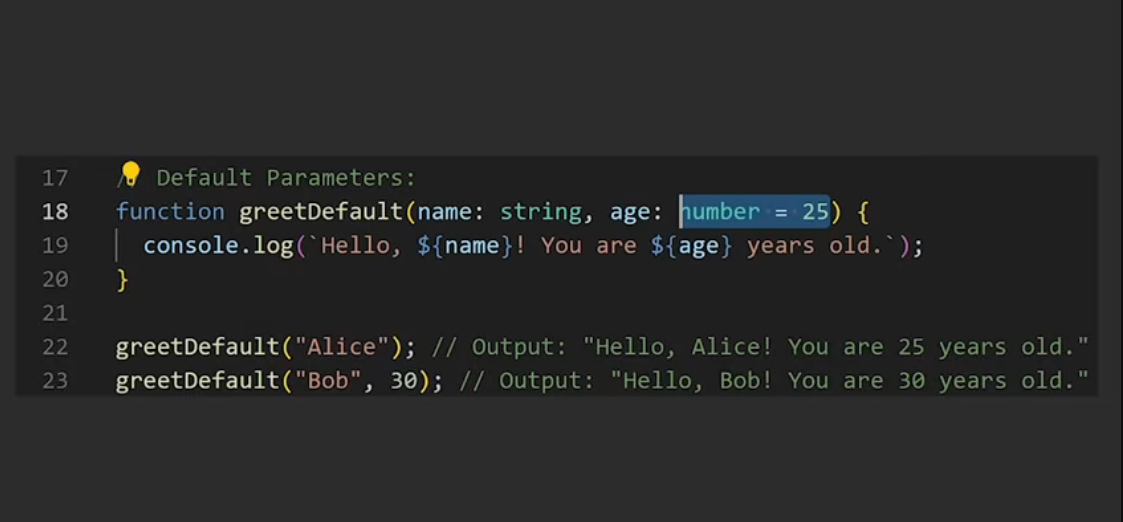 17 // Default Parameters:
18 function greetDefault(name: string, age: number = 25) {
19 console.log(`Hello, ${name}! You are ${age} years old.`);
20 }
21
22 greetDefault("Alice"); // Output: "Hello, Alice! You are 25 years old."
23 greetDefault("Bob", 30); // Output: "Hello, Bob! You are 30 years old."